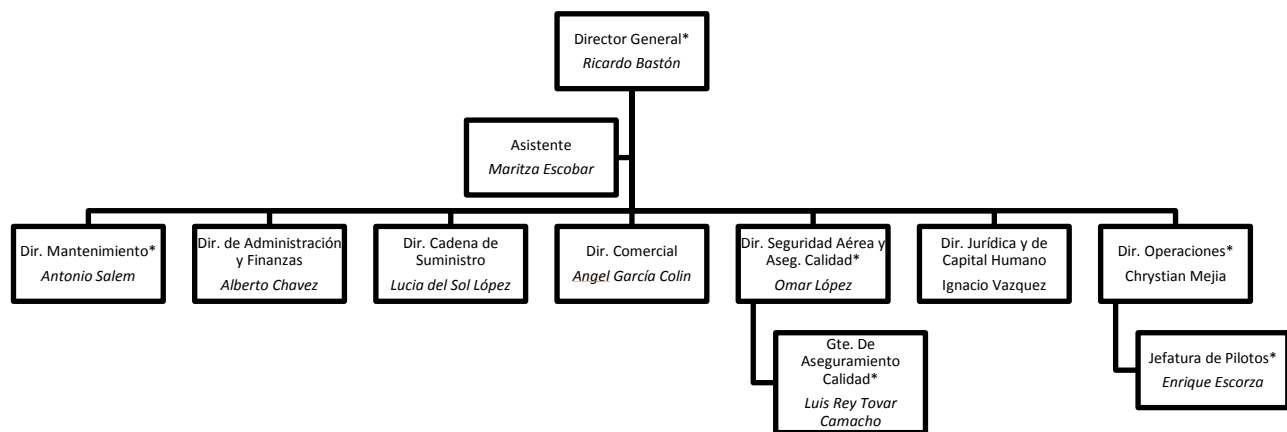 Director General*
Ricardo Bastón
Asistente
Maritza Escobar
Dir. Mantenimiento*
Antonio Salem
Dir. de Administración
y Finanzas
Alberto Chavez
Dir. Cadena de
Suministro
Lucia del Sol López
Dir. Comercial
Angel García Colin
Dir. Seguridad Aérea y
Aseg. Calidad*
Omar López
Dir. Jurídica y de
Capital Humano
Ignacio Vazquez
Dir. Operaciones*
Chrystian Mejia
Gte. De
Aseguramiento
Calidad*
Luis Rey Tovar
Camacho
Jefatura de Pilotos*
Enrique Escorza